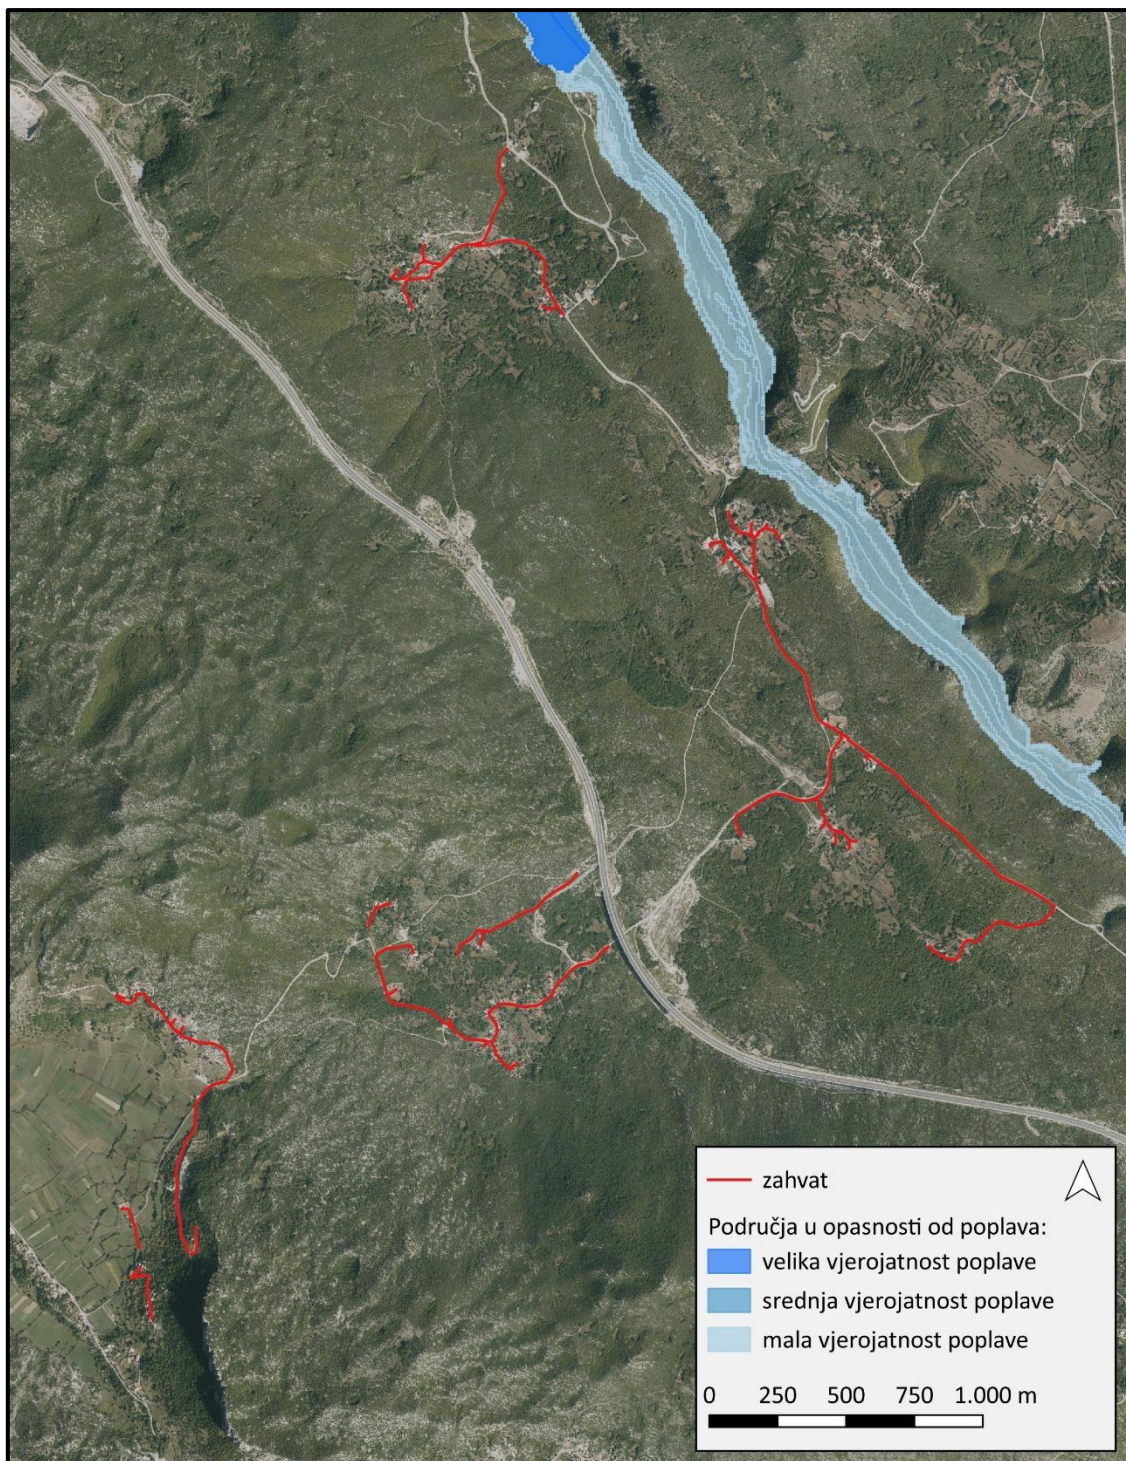 zahvat
Područja u opasnosti od poplava:
velika vjerojatnost poplave
srednja vjerojatnost poplave
mala vjerojatnost poplave
0 250 500 750 1.000 m